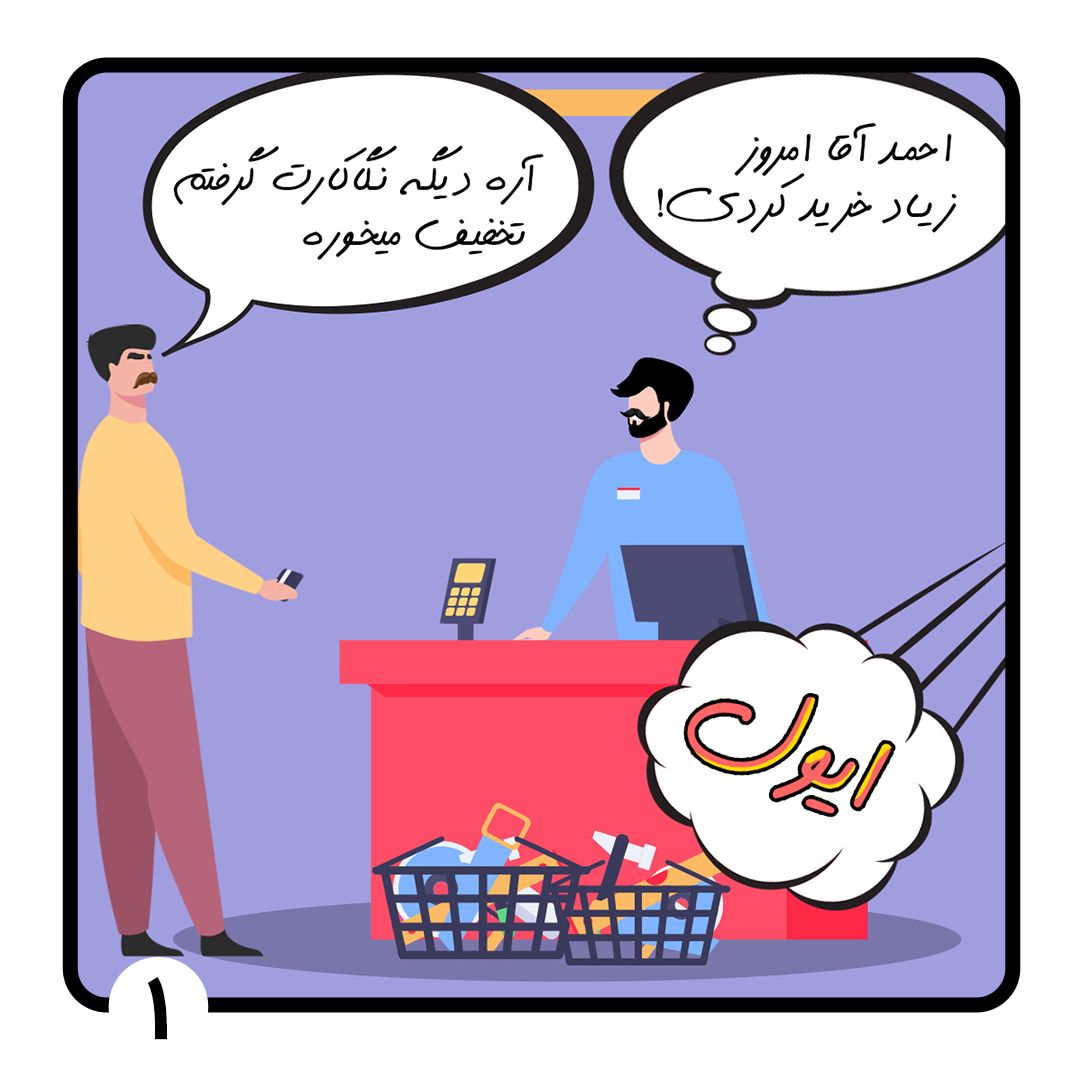 احمد آقا امروز
زیاد خرید کردی!
آره دیگه نگاکارت گرفتم
تخفیف میخوره
ایول
۱